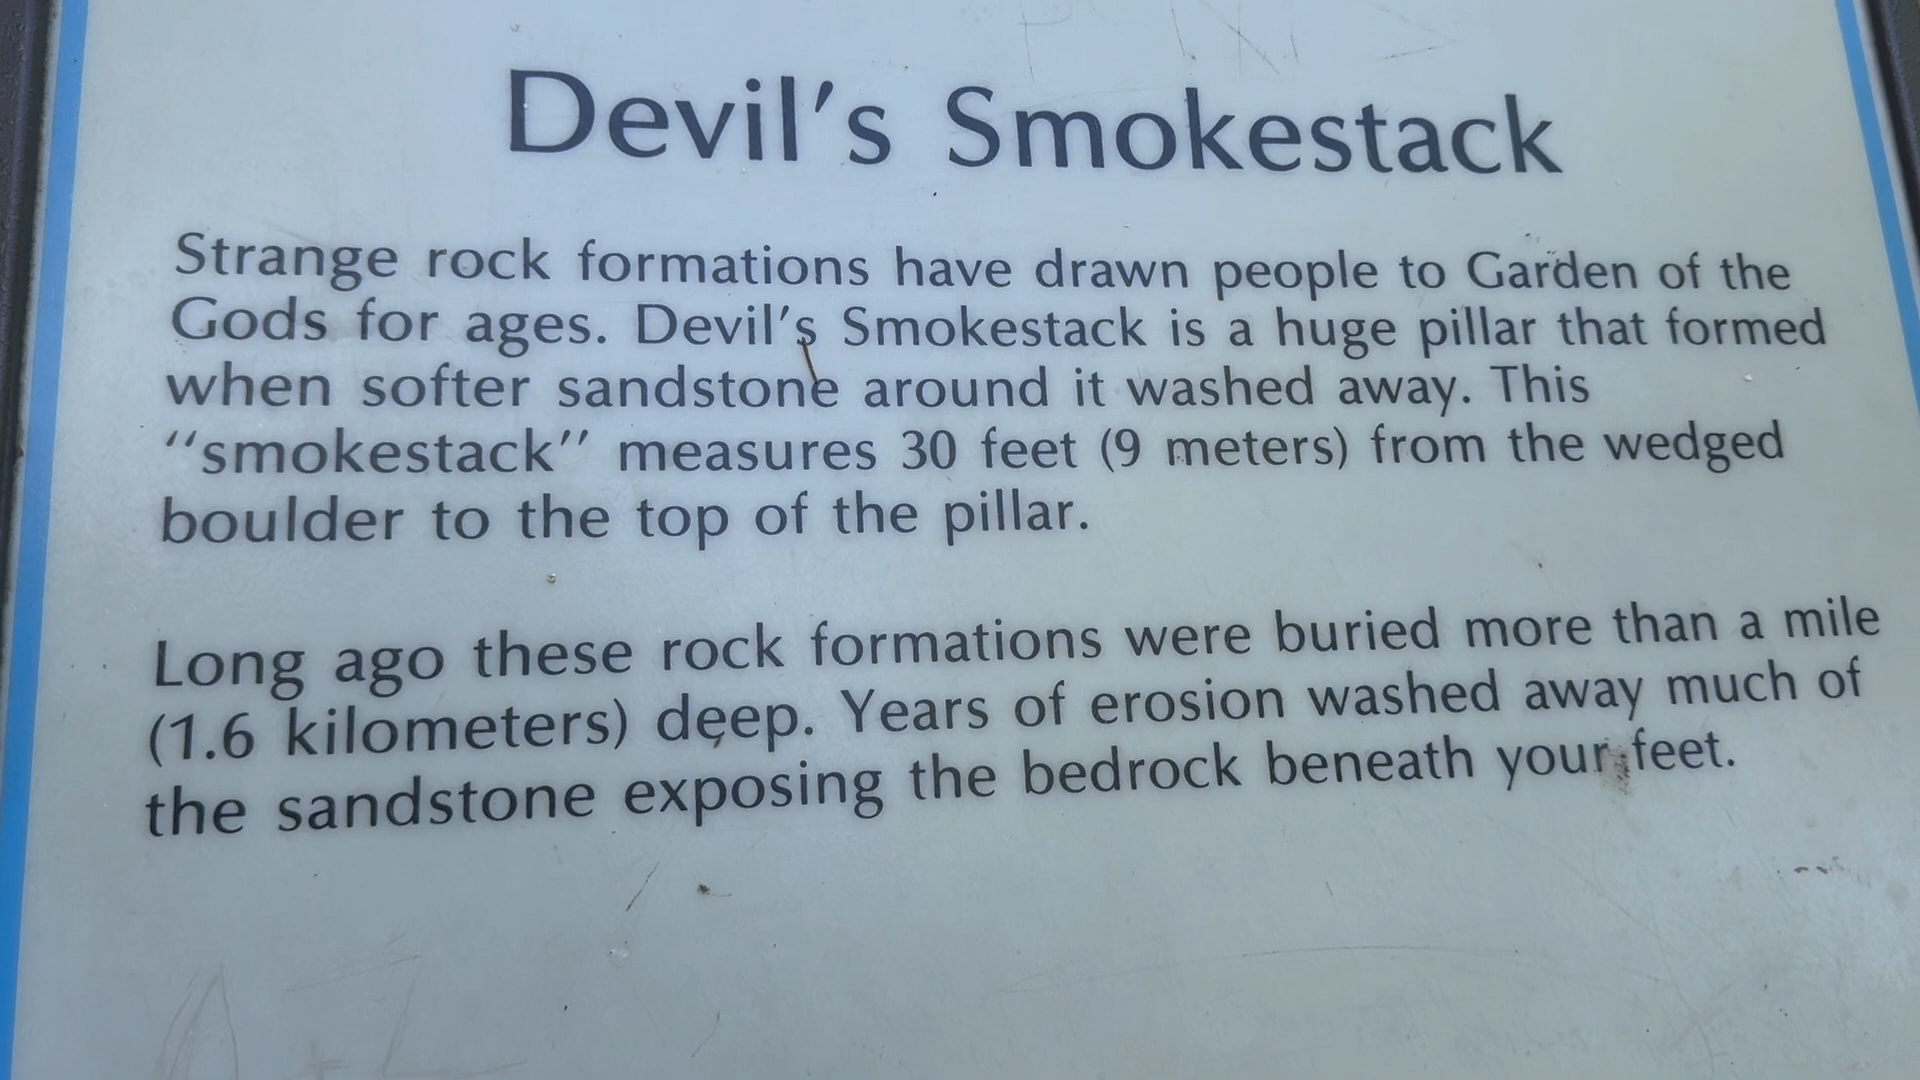 Devil's Smokestack
Strange rock formations have drawn people to Garden of the
Gods for ages. Devil's Smokestack is a huge pillar that formed
when softer sandstone around it washed away. This
"smokestack" measures 30 feet (9 meters) from the wedged
boulder to the top of the pillar.
Long ago these rock formations were buried more than a mile
(1.6 kilometers) deep. Years of erosion washed away much of
the sandstone exposing the bedrock beneath your feet.